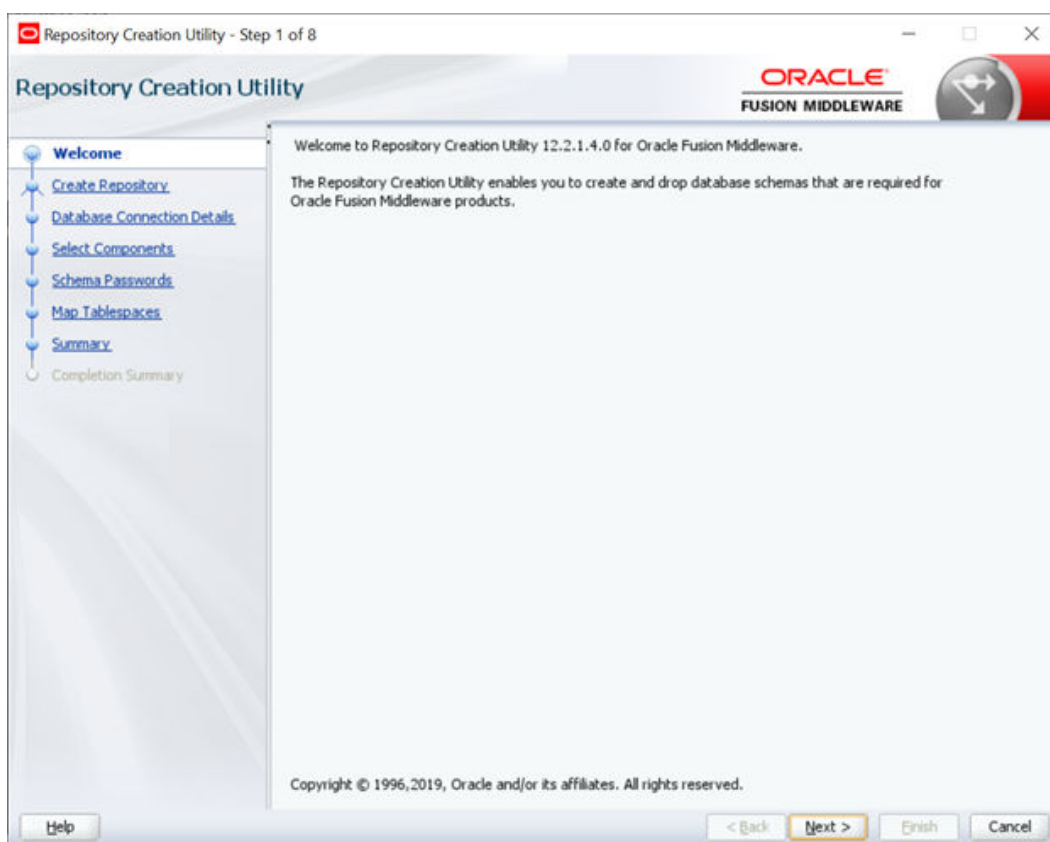 Repository Creation Utility - Step 1 of 8
Repository Creation Utility
ORACLE
FUSION MIDDLEWARE
Welcome
Create Repository
Database Connection Details
Select Components
Schema Passwords
Map Tablespaces
Summary
Completion Summary
Welcome to Repository Creation Utility 12.2.1.4.0 for Oracle Fusion Middleware.
The Repository Creation Utility enables you to create and drop database schemas that are required for
Oracle Fusion Middleware products.
Copyright © 1996,2019, Oracle and/or its affiliates. All rights reserved.
Help
< Back
Next >
Finish
Cancel